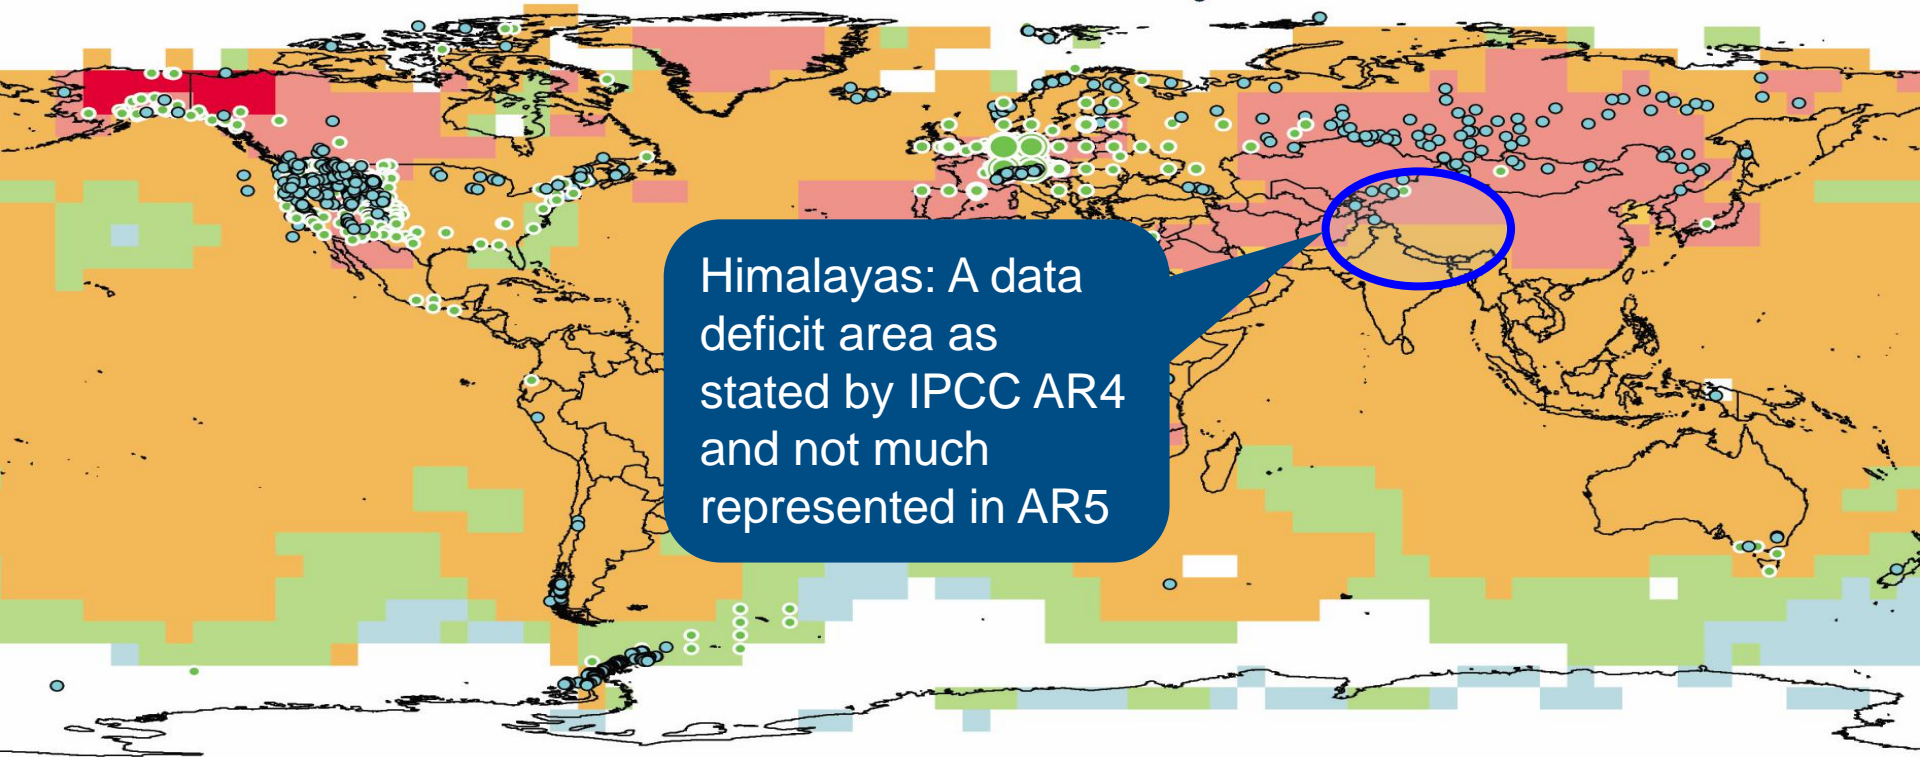 Himalayas: A data
deficit area as
stated by IPCC AR4
and not much
represented in AR5